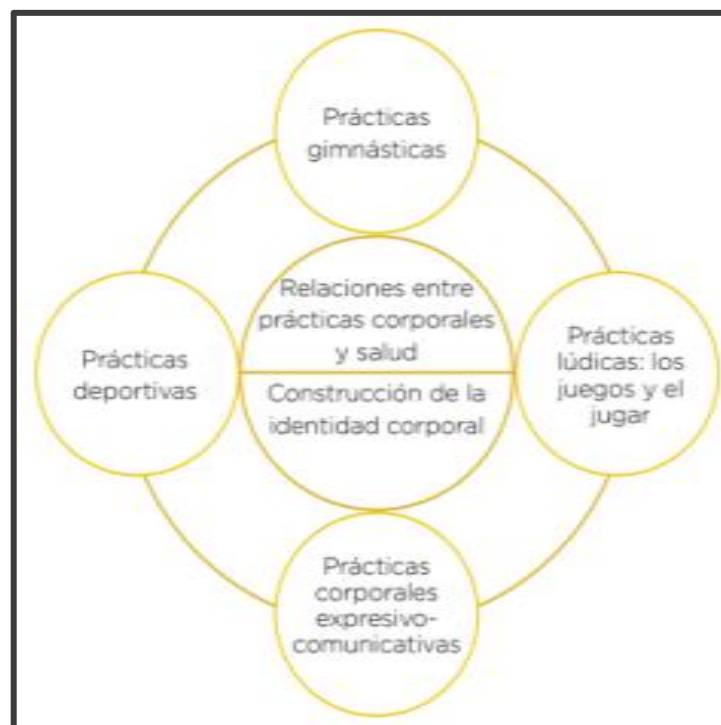 Prácticas
gimnásticas
Relaciones entre
prácticas corporales
y salud
Construcción de la
identidad corporal
Prácticas
deportivas
Prácticas
lúdicas: los
juegos y el
jugar
Prácticas
corporales
expresivo-
comunicativas